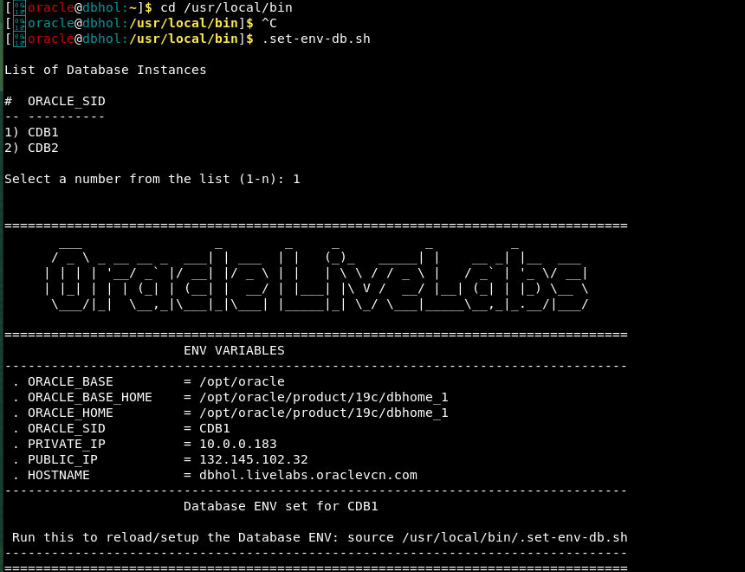 [oracle@dbhol:~]$ cd /usr/local/bin
[oracle@dbhol:/usr/local/bin]$ ^C
[oracle@dbhol:/usr/local/bin]$ .set-env-db.sh
List of Database Instances
#  ORACLE_SID
-- ----------
1) CDB1
2) CDB2
Select a number from the list (1-n): 1
================================================================================
Oracle LiveLabs
================================================================================
ENV VARIABLES
--------------------------------------------------------------------------------
. ORACLE_BASE         = /opt/oracle
. ORACLE_BASE_HOME    = /opt/oracle/product/19c/dbhome_1
. ORACLE_HOME         = /opt/oracle/product/19c/dbhome_1
. ORACLE_SID          = CDB1
. PRIVATE_IP          = 10.0.0.183
. PUBLIC_IP           = 132.145.102.32
. HOSTNAME            = dbhol.livelabs.oraclevcn.com
--------------------------------------------------------------------------------
Database ENV set for CDB1
Run this to reload/setup the Database ENV: source /usr/local/bin/.set-env-db.sh
--------------------------------------------------------------------------------
================================================================================